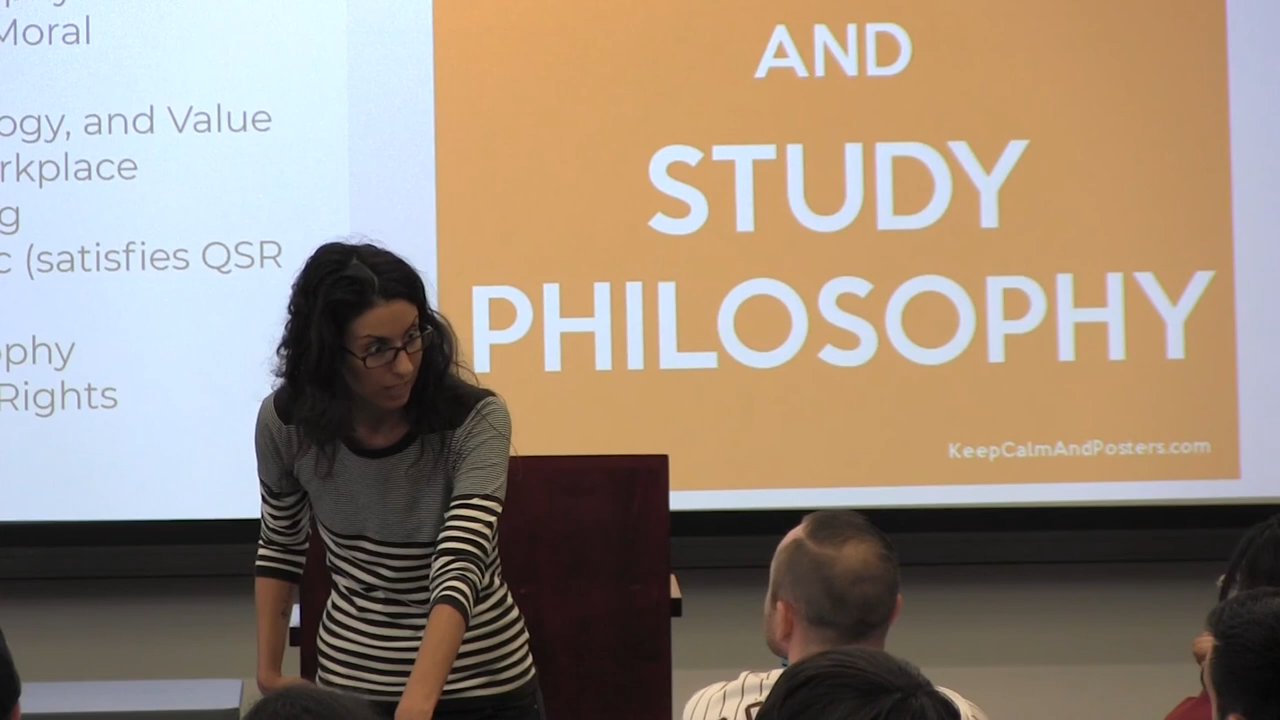 Moral
ogy, and Value
rkplace
g
c (satisfies QSR
ophy
Rights
AND
STUDY
PHILOSOPHY
KeepCalmAndPosters.com